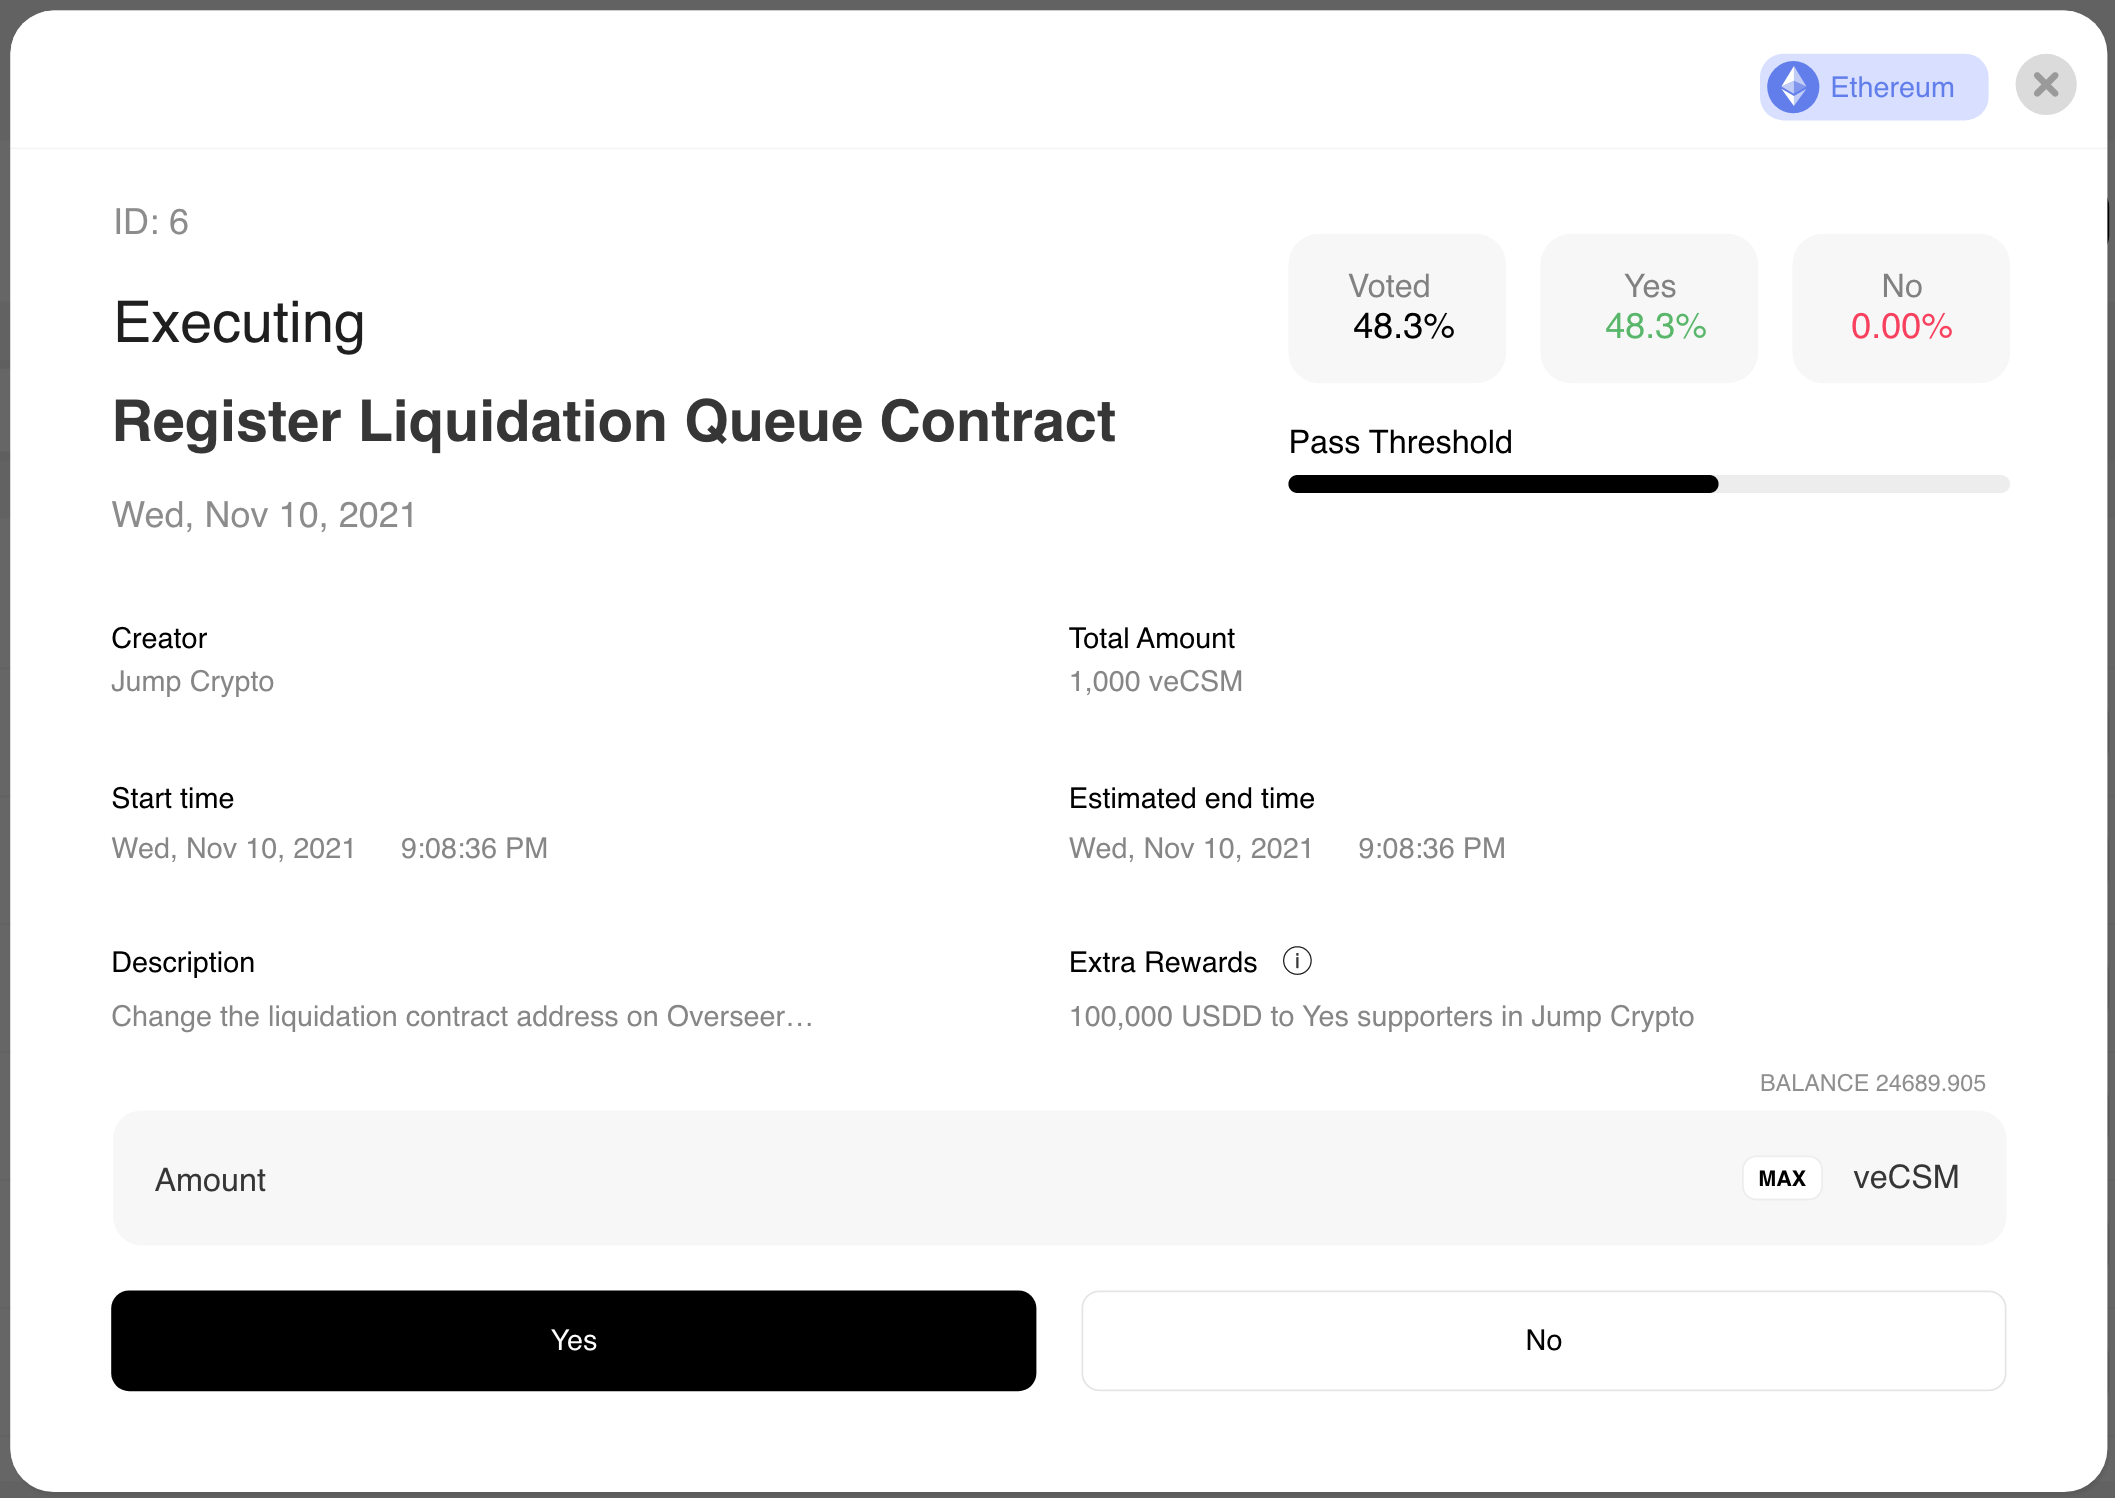 Ethereum
ID: 6
Executing
Register Liquidation Queue Contract
Wed, Nov 10, 2021
Voted
48.3%
Yes
48.3%
No
0.00%
Pass Threshold
Creator
Jump Crypto
Total Amount
1,000 veCSM
Start time
Wed, Nov 10, 2021 9:08:36 PM
Estimated end time
Wed, Nov 10, 2021 9:08:36 PM
Description
Change the liquidation contract address on Overseer…
Extra Rewards
100,000 USDD to Yes supporters in Jump Crypto
BALANCE 24689.905
Amount MAX veCSM
Yes
No